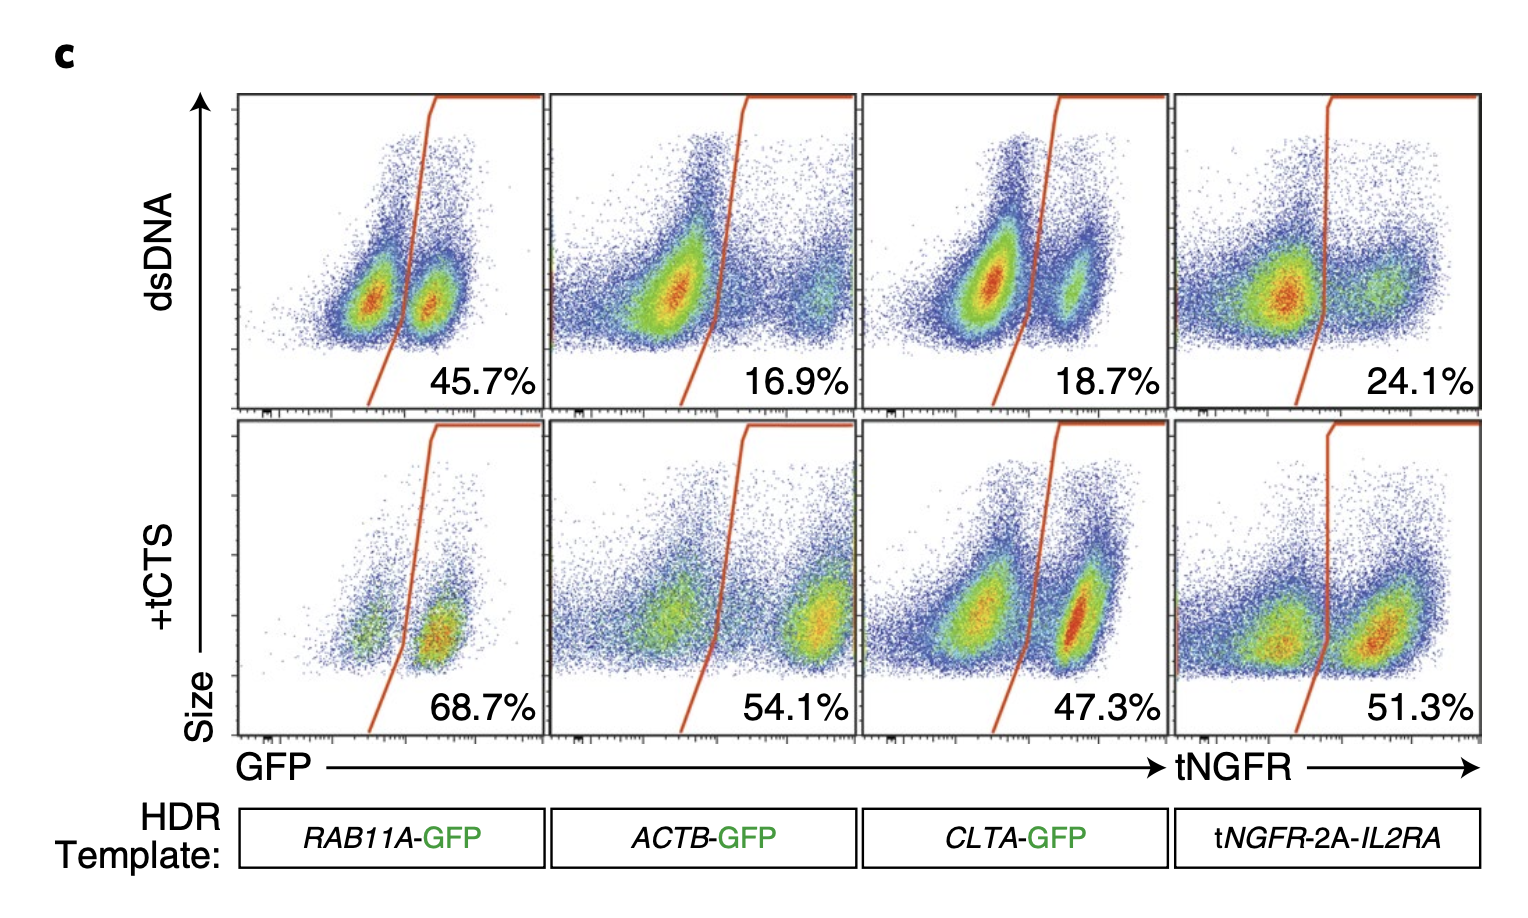 c
dsDNA
45.7%
16.9%
18.7%
24.1%
+tCTS
68.7%
54.1%
47.3%
51.3%
Size
GFP
tNGFR
HDR
Template:
RAB11A-GFP
ACTB-GFP
CLTA-GFP
tNGFR-2A-IL2RA